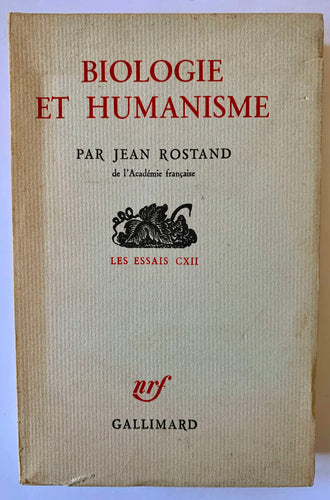 BIOLOGIE
ET HUMANISME
PAR JEAN ROSTAND
de l'Académie française
LES ESSAIS CXII
nrf
GALLIMARD